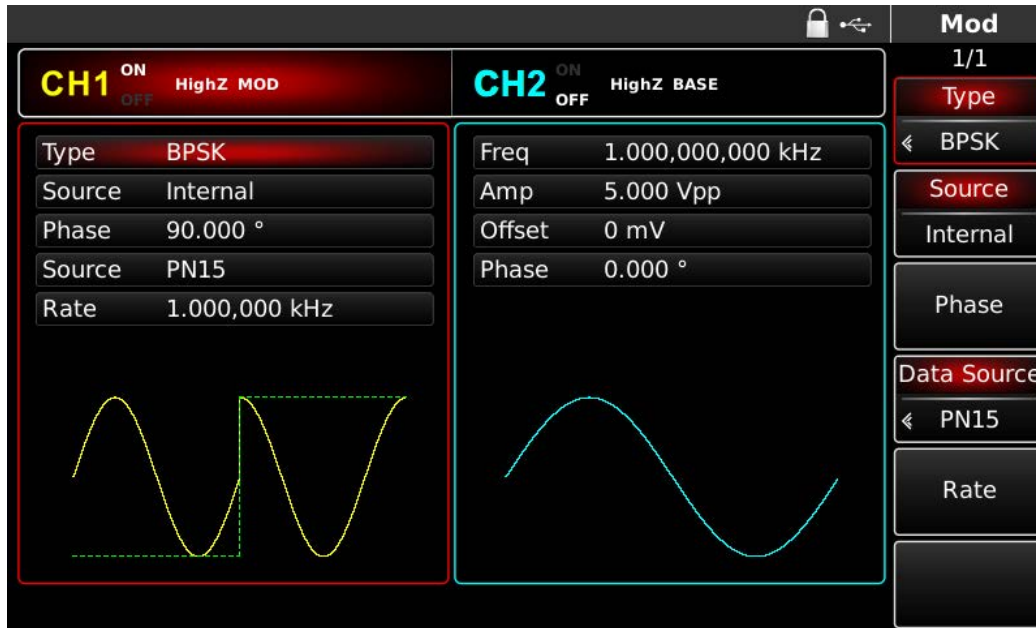 Mod
1/1
CH1 ON OFF HighZ MOD
CH2 ON OFF HighZ BASE
Type BPSK
Source Internal
Phase 90.000 °
Source PN15
Rate 1.000,000 kHz
Freq 1.000,000,000 kHz
Amp 5.000 Vpp
Offset 0 mV
Phase 0.000 °
Type
BPSK
Source
Internal
Phase
Data Source
PN15
Rate